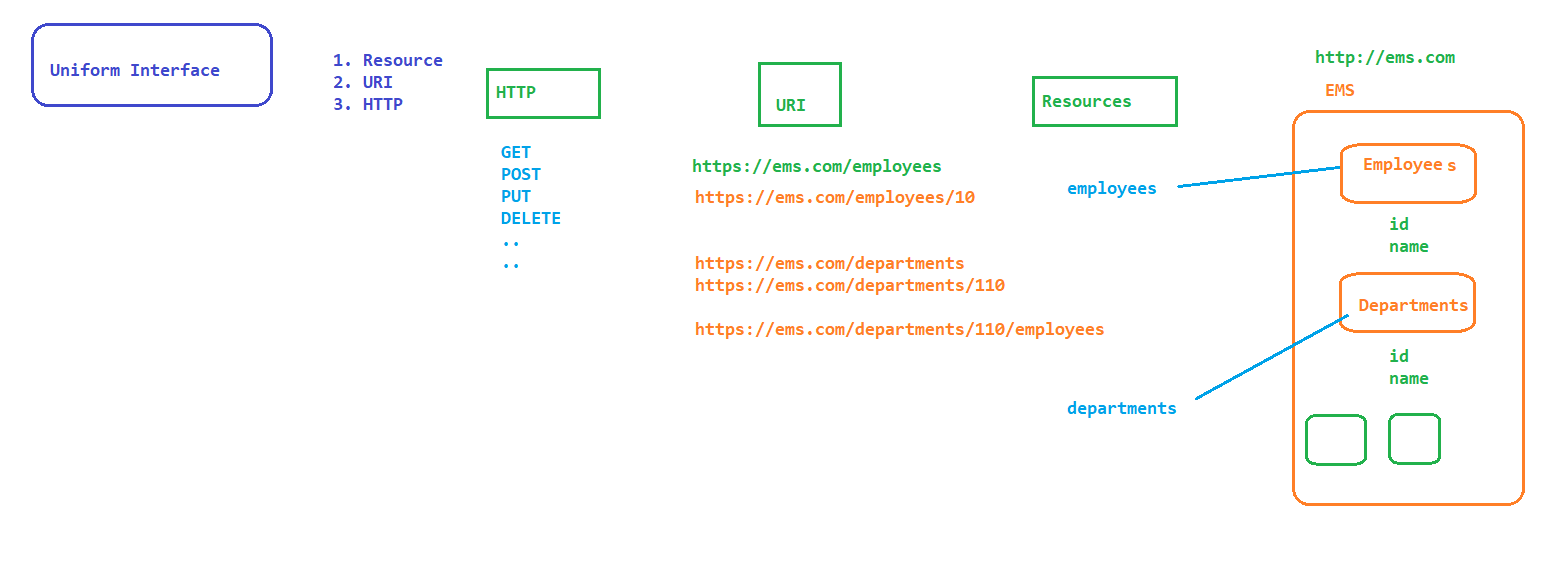 Uniform Interface
1. Resource
2. URI
3. HTTP
HTTP
GET
POST
PUT
DELETE
..
..
URI
https://ems.com/employees
https://ems.com/employees/10
https://ems.com/departments
https://ems.com/departments/110
https://ems.com/departments/110/employees
Resources
employees
departments
http://ems.com
EMS
Employee s
id
name
Departments
id
name